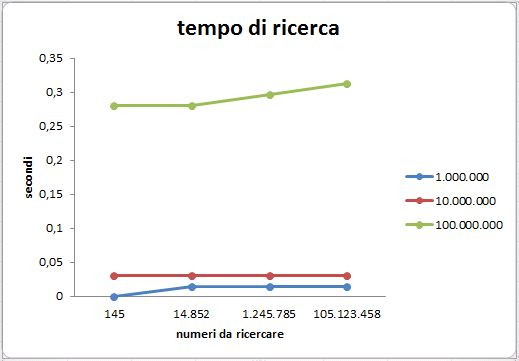 tempo di ricerca
0,35
0,3
0,25
0,2
0,15
0,1
0,05
0
secondi
145 14.852 1.245.785 105.123.458
numeri da ricercare
1.000.000
10.000.000
100.000.000